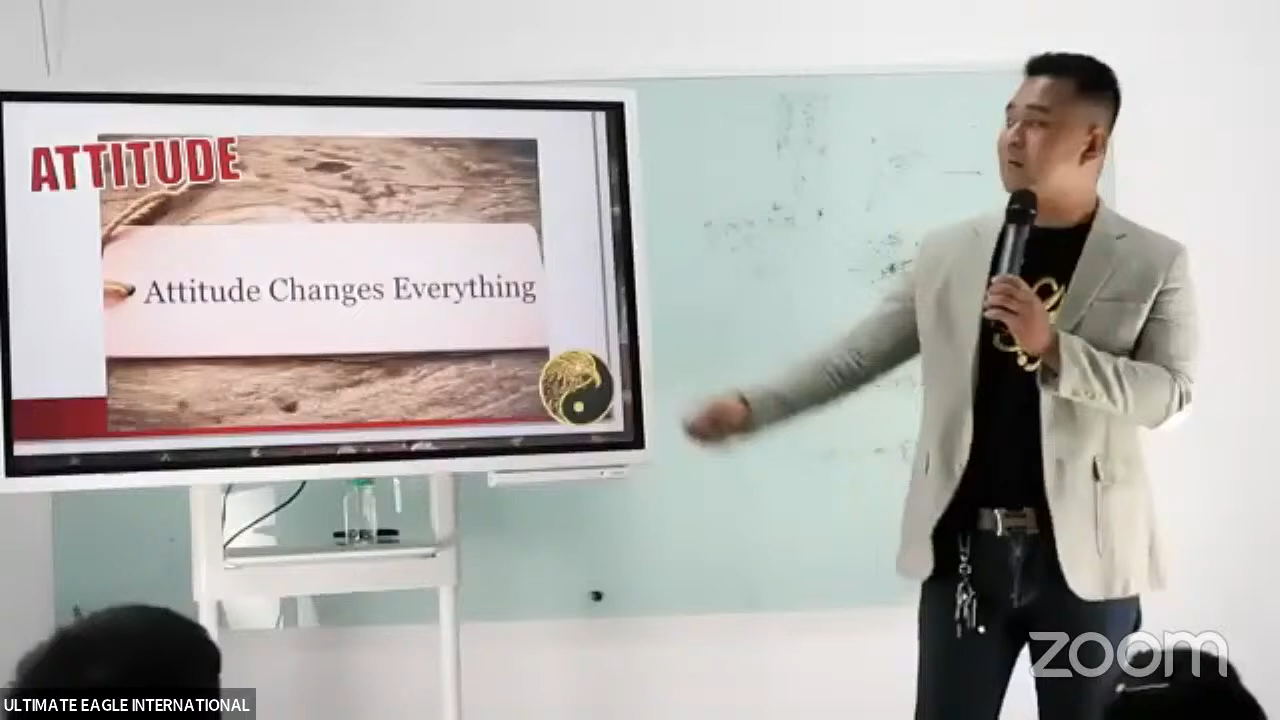 ATTITUDE
Attitude Changes Everything
zoom
ULTIMATE EAGLE INTERNATIONAL